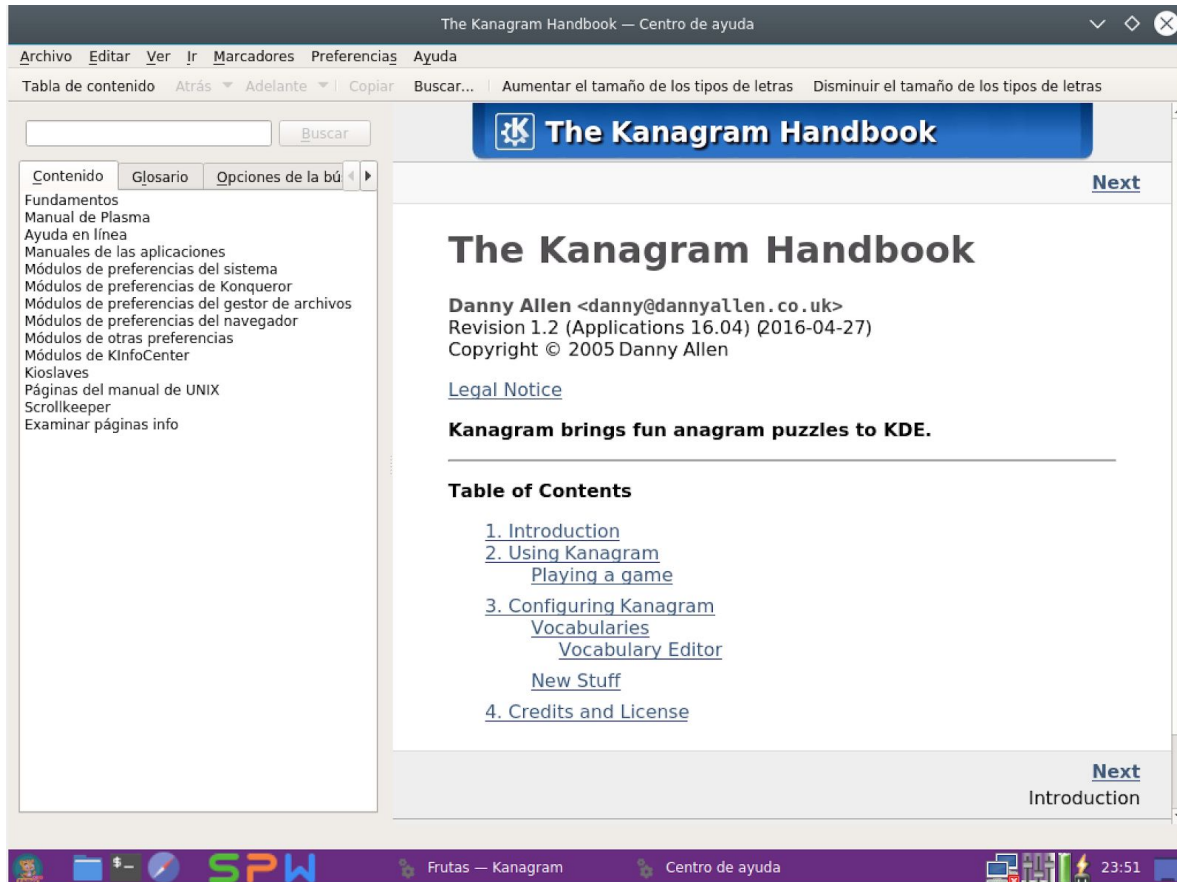 The Kanagram Handbook — Centro de ayuda
Archivo Editar Ver Ir Marcadores Preferencias Ayuda
Tabla de contenido Atrás Adelante Copiar Buscar... Aumentar el tamaño de los tipos de letras Disminuir el tamaño de los tipos de letras
Buscar
Contenido Glosario Opciones de la bú
Fundamentos
Manual de Plasma
Ayuda en línea
Manuales de las aplicaciones
Módulos de preferencias del sistema
Módulos de preferencias de Konqueror
Módulos de preferencias del gestor de archivos
Módulos de preferencias del navegador
Módulos de otras preferencias
Módulos de KInfoCenter
Kioslaves
Páginas del manual de UNIX
Scrollkeeper
Examinar páginas info
The Kanagram Handbook
Next
The Kanagram Handbook
Danny Allen <danny@dannyallen.co.uk>
Revision 1.2 (Applications 16.04) (2016-04-27)
Copyright © 2005 Danny Allen
Legal Notice
Kanagram brings fun anagram puzzles to KDE.
Table of Contents
1. Introduction
2. Using Kanagram
Playing a game
3. Configuring Kanagram
Vocabularies
Vocabulary Editor
New Stuff
4. Credits and License
Next
Introduction
SPW Frutas — Kanagram Centro de ayuda 23:51